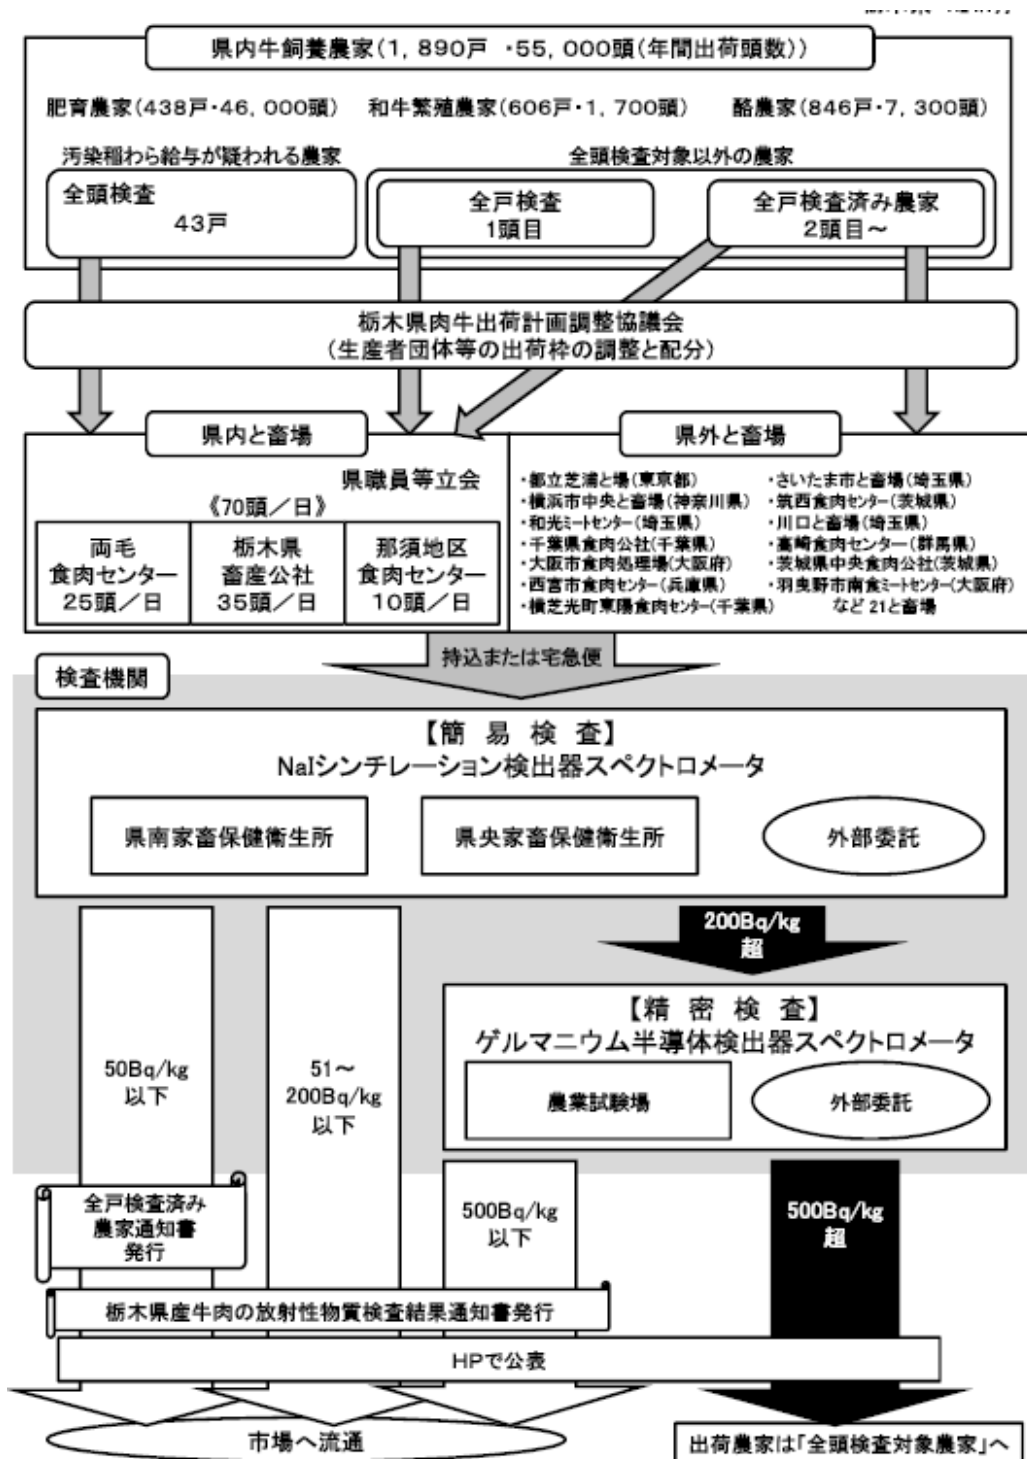 県内牛飼養農家(1，890戸 ・55，000頭(年間出荷頭数))
肥育農家(438戸・46，000頭)
和牛繁殖農家(606戸・1，700頭)
酪農家(846戸・7，300頭)
汚染稲わら給与が疑われる農家
全頭検査対象以外の農家
全頭検査
43戸
全戸検査
1頭目
全戸検査済み農家
2頭目～
栃木県肉牛出荷計画調整協議会
(生産者団体等の出荷枠の調整と配分)
県内と畜場
県職員等立会
《70頭／日》
両毛
食肉センター
25頭／日
栃木県
畜産公社
35頭／日
那須地区
食肉センター
10頭／日
県外と畜場
・都立芝浦と場(東京都)
・横浜市中央と畜場(神奈川県)
・和光ミートセンター(埼玉県)
・千葉県食肉公社(千葉県)
・大阪市食肉処理場(大阪府)
・西宮市食肉センター(兵庫県)
・横芝光町東陽食肉センター(千葉県)
・さいたま市と畜場(埼玉県)
・筑西食肉センター(茨城県)
・川口と畜場(埼玉県)
・高崎食肉センター(群馬県)
・茨城県中央食肉公社(茨城県)
・羽曳野市南食ミートセンター(大阪府)
など 21と畜場
持込または宅急便
検査機関
【簡 易 検 査】
NaIシンチレーション検出器スペクトロメータ
県南家畜保健衛生所
県央家畜保健衛生所
外部委託
200Bq/kg
超
【精 密 検 査】
ゲルマニウム半導体検出器スペクトロメータ
農業試験場
外部委託
50Bq/kg
以下
51～
200Bq/kg
以下
500Bq/kg
以下
500Bq/kg
超
全戸検査済み
農家通知書
発行
栃木県産牛肉の放射性物質検査結果通知書発行
HPで公表
市場へ流通
出荷農家は「全頭検査対象農家」へ